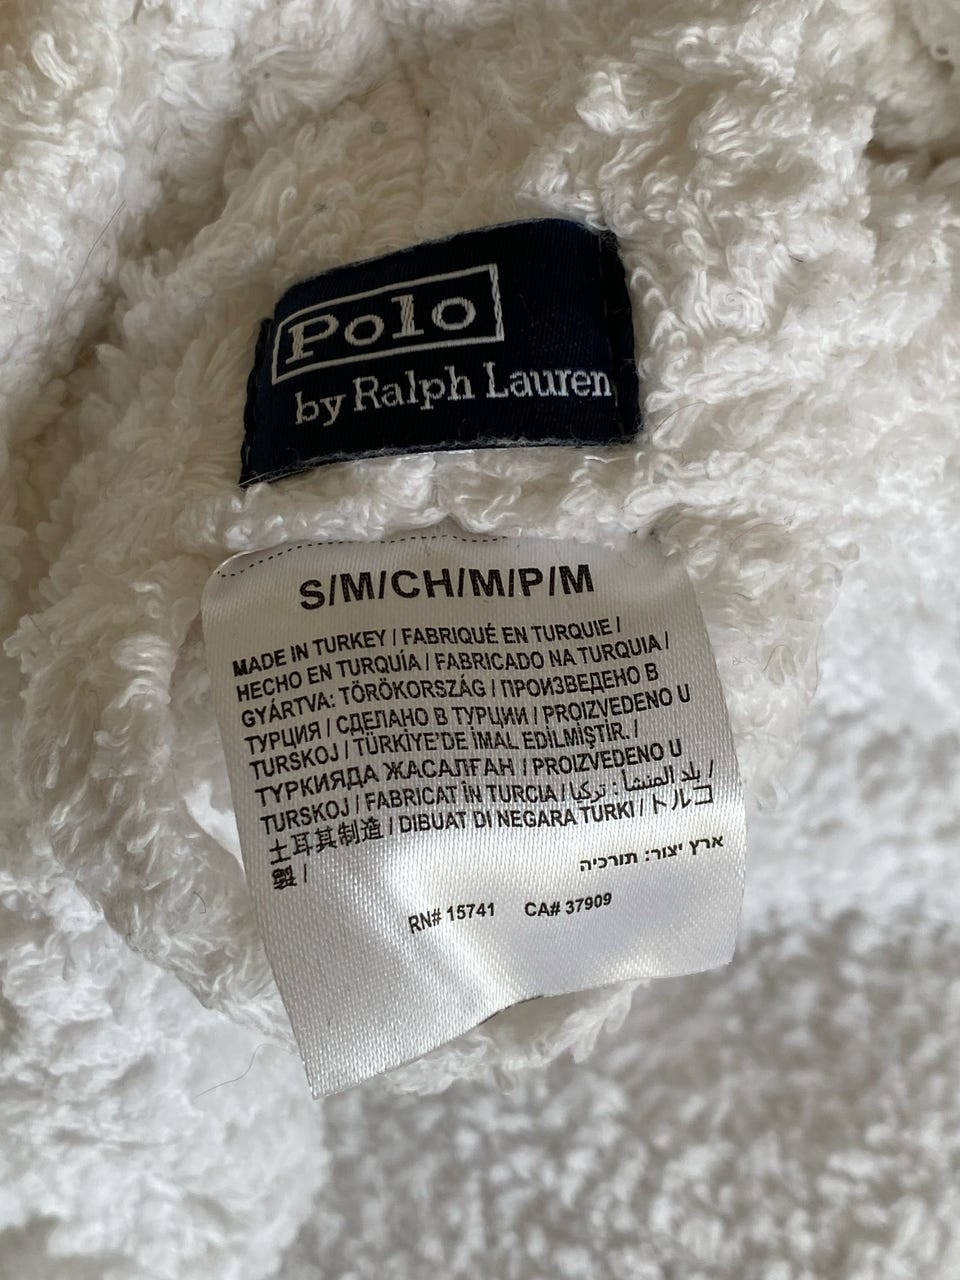 Polo
by Ralph Lauren
S/M/CH/M/P/M
MADE IN TURKEY / FABRIQUÉ EN TURQUIE /
HECHO EN TURQUÍA / FABRICADO NA TURQUIA /
GYÁRTVA: TÖRÖKORSZÁG / ПРОИЗВЕДЕНО В
ТУРЦИЯ / СДЕЛАНО В ТУРЦИИ / PROIZVEDENO U
TURSKOJ / TÜRKİYE'DE İMAL EDİLMİŞTİR. /
ТҮРКИЯДА ЖАСАЛҒАН / PROIZVEDENO U
TURSKOJ / FABRICAT ÎN TURCIA / بلد المنشأ : تركيا /
土耳其制造 / DIBUAT DI NEGARA TURKI / トルコ
製 /
ארץ יצור: תורכיה
RN# 15741 CA# 37909